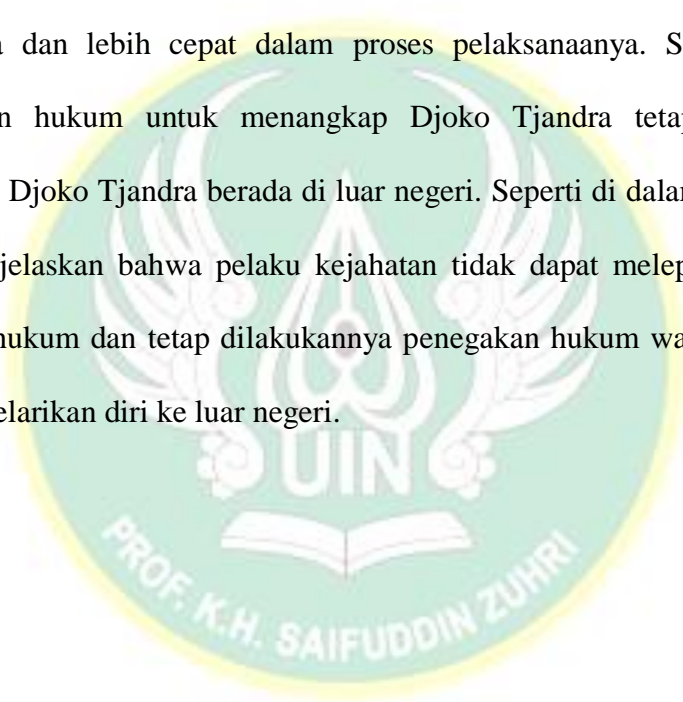 dan lebih cepat dalam proses pelaksanaanya. S
hukum untuk menangkap Djoko Tjandra teta
Djoko Tjandra berada di luar negeri. Seperti di dala
jelaskan bahwa pelaku kejahatan tidak dapat melep
hukum dan tetap dilakukannya penegakan hukum wa
elarikan diri ke luar negeri.
UIN
PROF. K.H. SAIFUDDIN ZUHRI